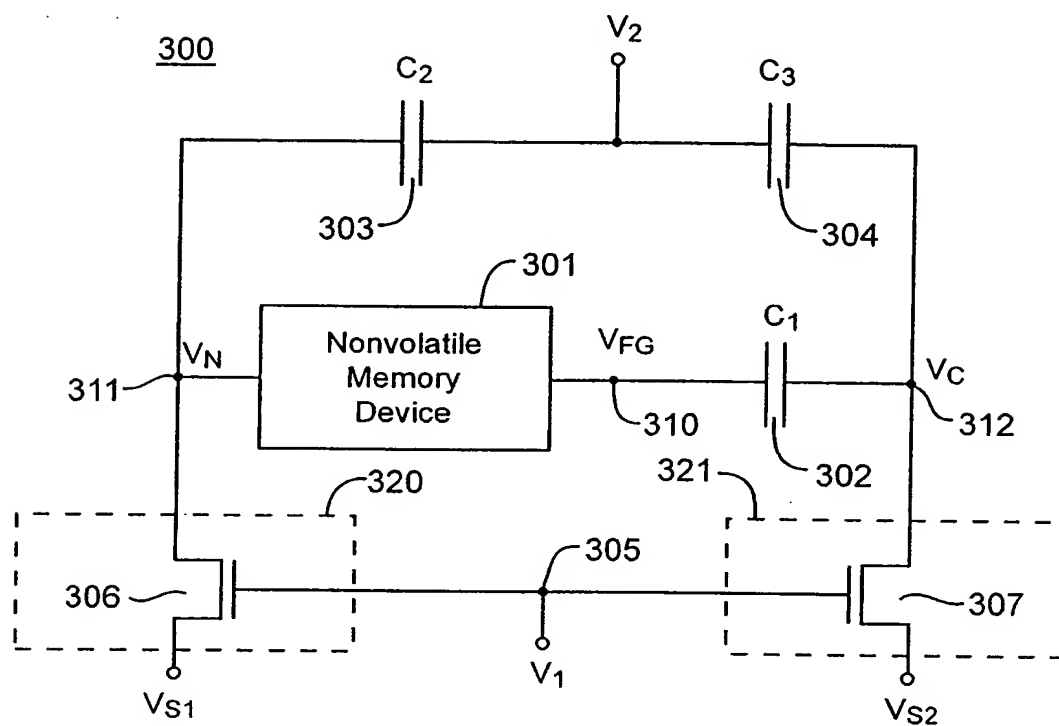 300
V2
C2
C3
303
304
301
Nonvolatile
Memory
Device
VN
VFG
C1
VC
311
310
312
302
320
321
305
306
307
V1
VS1
VS2